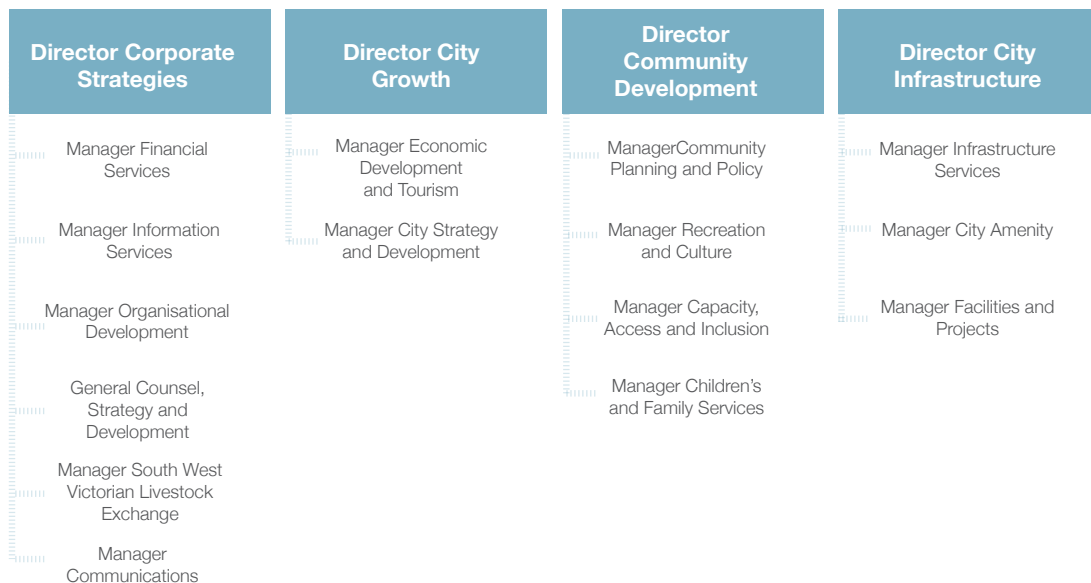 Director Corporate
Strategies
Manager Financial
Services
Manager Information
Services
Manager Organisational
Development
General Counsel,
Strategy and
Development
Manager South West
Victorian Livestock
Exchange
Manager
Communications
Director City
Growth
Manager Economic
Development
and Tourism
Manager City Strategy
and Development
Director
Community
Development
ManagerCommunity
Planning and Policy
Manager Recreation
and Culture
Manager Capacity,
Access and Inclusion
Manager Children’s
and Family Services
Director City
Infrastructure
Manager Infrastructure
Services
Manager City Amenity
Manager Facilities and
Projects